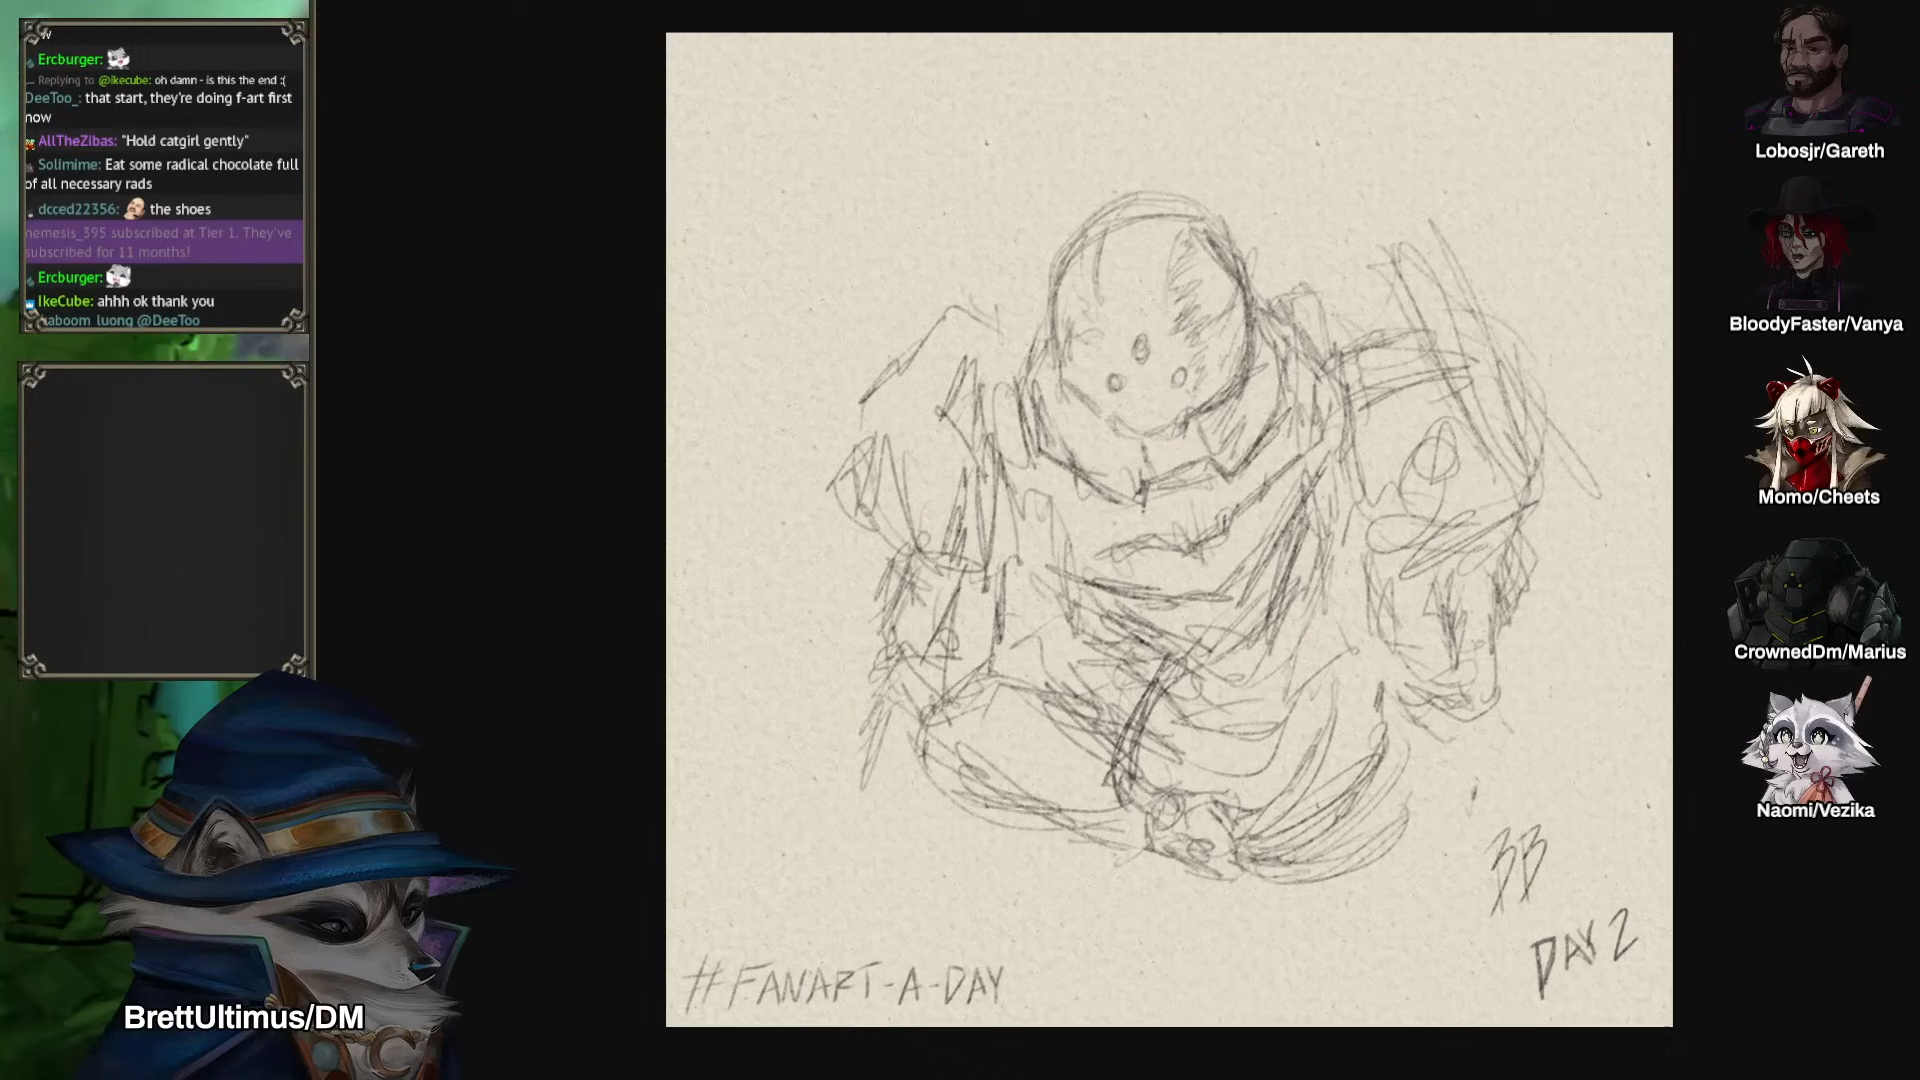 Ercburger:
Replying to @ikecube: oh damn - is this the end :(
DeeToo_: that start, they're doing f-art first
now
AllTheZibas: "Hold catgirl gently"
Solimime: Eat some radical chocolate full
of all necessary rads
dcced22356: the shoes
nemesis_395 subscribed at Tier 1. They've
subscribed for 11 months!
Ercburger:
IkeCube: ahhh ok thank you
luong @DeeToo
BrettUltimus/DM
#FANART-A-DAY
BB
DAY 2
Lobosjr/Gareth
BloodyFaster/Vanya
Momo/Cheets
CrownedDm/Marius
Naomi/Vezika